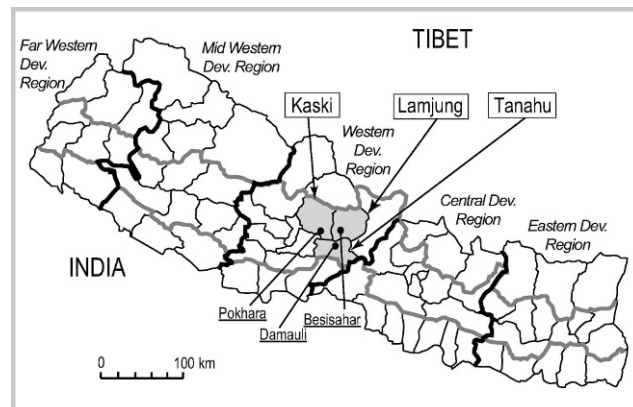 TIBET
Far Western
Dev.
Region
Mid Western
Dev. Region
Kaski
Lamjung
Tanahu
Western
Dev.
Region
Central Dev.
Region
Eastern Dev.
Region
INDIA
Pokhara
Damauli
Besisahar
0 100 km